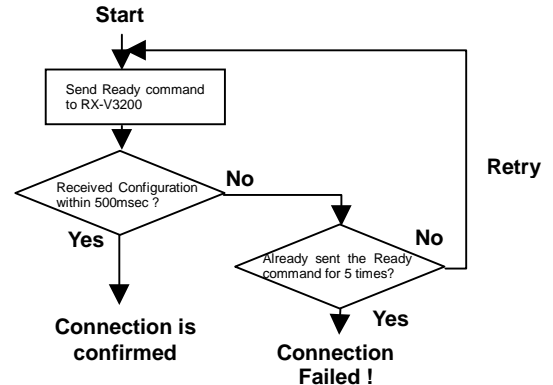 Start
Send Ready command
to RX-V3200
Retry
Received Configuration
within 500msec ?
No
Yes
Already sent the Ready
command for 5 times?
No
Yes
Connection is
confirmed
Connection
Failed !